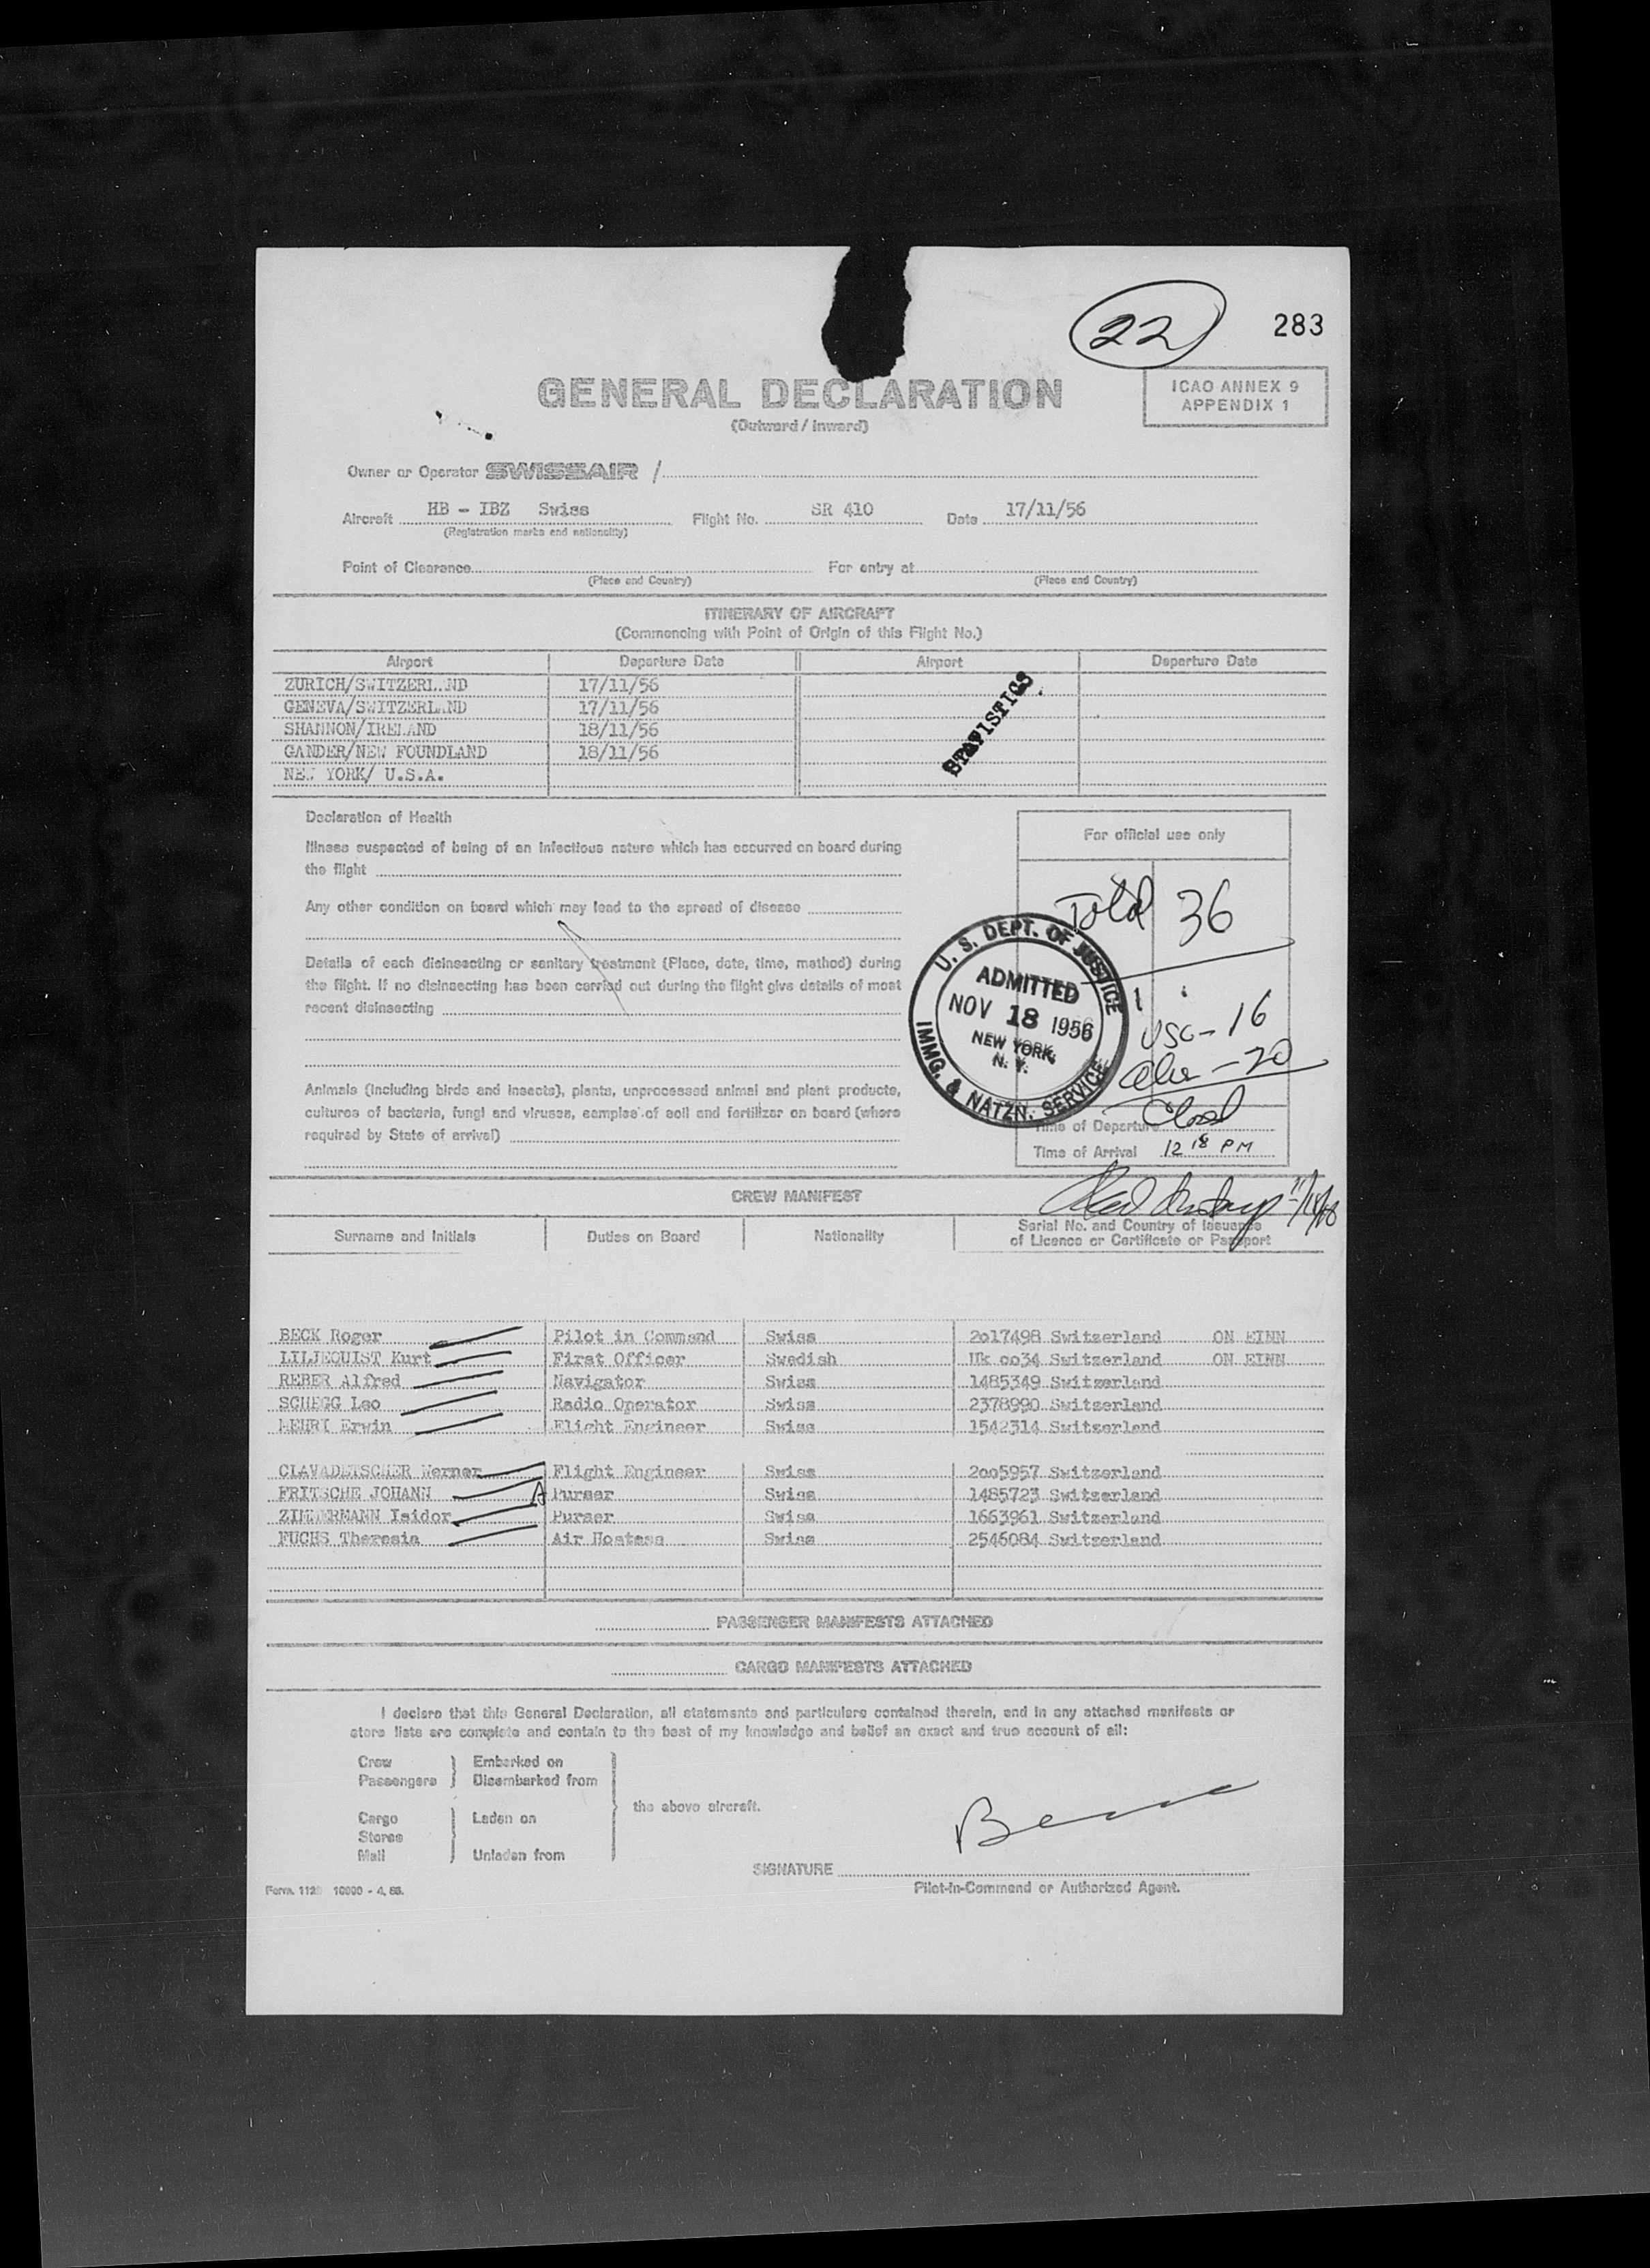 22
283
GENERAL DECLARATION
(Outward / Inward)
ICAO ANNEX 9
APPENDIX 1
Owner or Operator SWISSAIR /
Aircraft HB - IBZ Swiss Flight No. SR 410 Date 17/11/56
(Registration marks and nationality)
Point of Clearance For entry at
(Place and Country) (Place and Country)
ITINERARY OF AIRCRAFT
(Commencing with Point of Origin of this Flight No.)
Airport Departure Date Airport Departure Date
ZURICH/SWITZERLAND 17/11/56
GENEVA/SWITZERLAND 17/11/56
SHANNON/IRELAND 18/11/56
GANDER/NEW FOUNDLAND 18/11/56
NEW YORK/ U.S.A.
STATISTICS
Declaration of Health
Illness suspected of being of an infectious nature which has occurred on board during
the flight
Any other condition on board which may lead to the spread of disease
Details of each disinsecting or sanitary treatment (Place, date, time, method) during
the flight. If no disinsecting has been carried out during the flight give details of most
recent disinsecting
Animals (including birds and insects), plants, unprocessed animal and plant products,
cultures of bacteria, fungi and viruses, samples of soil and fertilizer on board (where
required by State of arrival)
For official use only
Total 36
USC - 16
- 20
U. S. DEPT. OF JUSTICE
ADMITTED
NOV 18 1956
NEW YORK,
N. Y.
IMMG. & NATZN. SERVICE
Time of Departure
Time of Arrival 12 18 PM
CREW MANIFEST
Surname and Initials Duties on Board Nationality Serial No. and Country of Issuance
of Licence or Certificate or Passport
BECK Roger Pilot in Command Swiss 2o17498 Switzerland ON EINN
LILJEQUIST Kurt First Officer Swedish Uk oo34 Switzerland ON EINN
REBER Alfred Navigator Swiss 1485349 Switzerland
SCHEGG Leo Radio Operator Swiss 2378990 Switzerland
WEHRI Erwin Flight Engineer Swiss 1542314 Switzerland
CLAVADETSCHER Werner Flight Engineer Swiss 2oo5957 Switzerland
FRITSCHE JOHANN A Purser Swiss 1485723 Switzerland
ZIMMERMANN Isidor Purser Swiss 1663961 Switzerland
FUCHS Theresia Air Hostess Swiss 2546084 Switzerland
PASSENGER MANIFESTS ATTACHED
CARGO MANIFESTS ATTACHED
I declare that this General Declaration, all statements and particulars contained therein, and in any attached manifests or
store lists are complete and contain to the best of my knowledge and belief an exact and true account of all:
Crew Embarked on
Passengers Disembarked from
the above aircraft.
Cargo Laden on
Stores
Mail Unladen from
SIGNATURE
Pilot-in-Command or Authorized Agent.
Form. 10000 - 4.